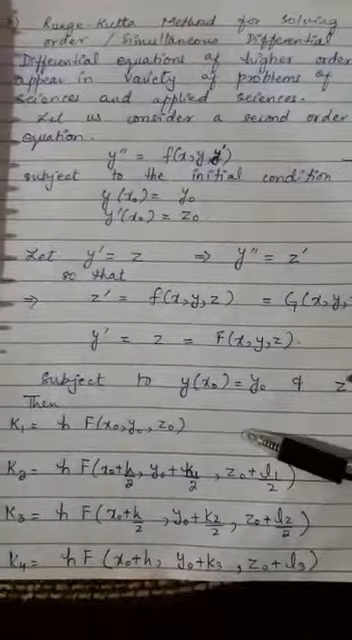 Runge-Kutta Method for Solving
order / Simultaneous Differential
Differential equations of higher order
appear in variety of problems of
sciences and applied sciences.
Let us consider a second order
equation.
y'' = f(x, y, y')
subject to the initial condition
y(x₀) = y₀
y'(x₀) = z₀
Let y' = z ⇒ y'' = z'
so that
⇒ z' = f(x, y, z) = G(x, y,
y' = z = F(x, y, z).
subject to y(x₀) = y₀ & z
Then
K₁ = h F(x₀, y₀, z₀)
K₂ = h F(x₀+h/2, y₀+k₁/2, z₀+l₁/2)
K₃ = h F(x₀+h/2, y₀+k₂/2, z₀+l₂/2)
K₄ = h F(x₀+h, y₀+k₃, z₀+l₃)